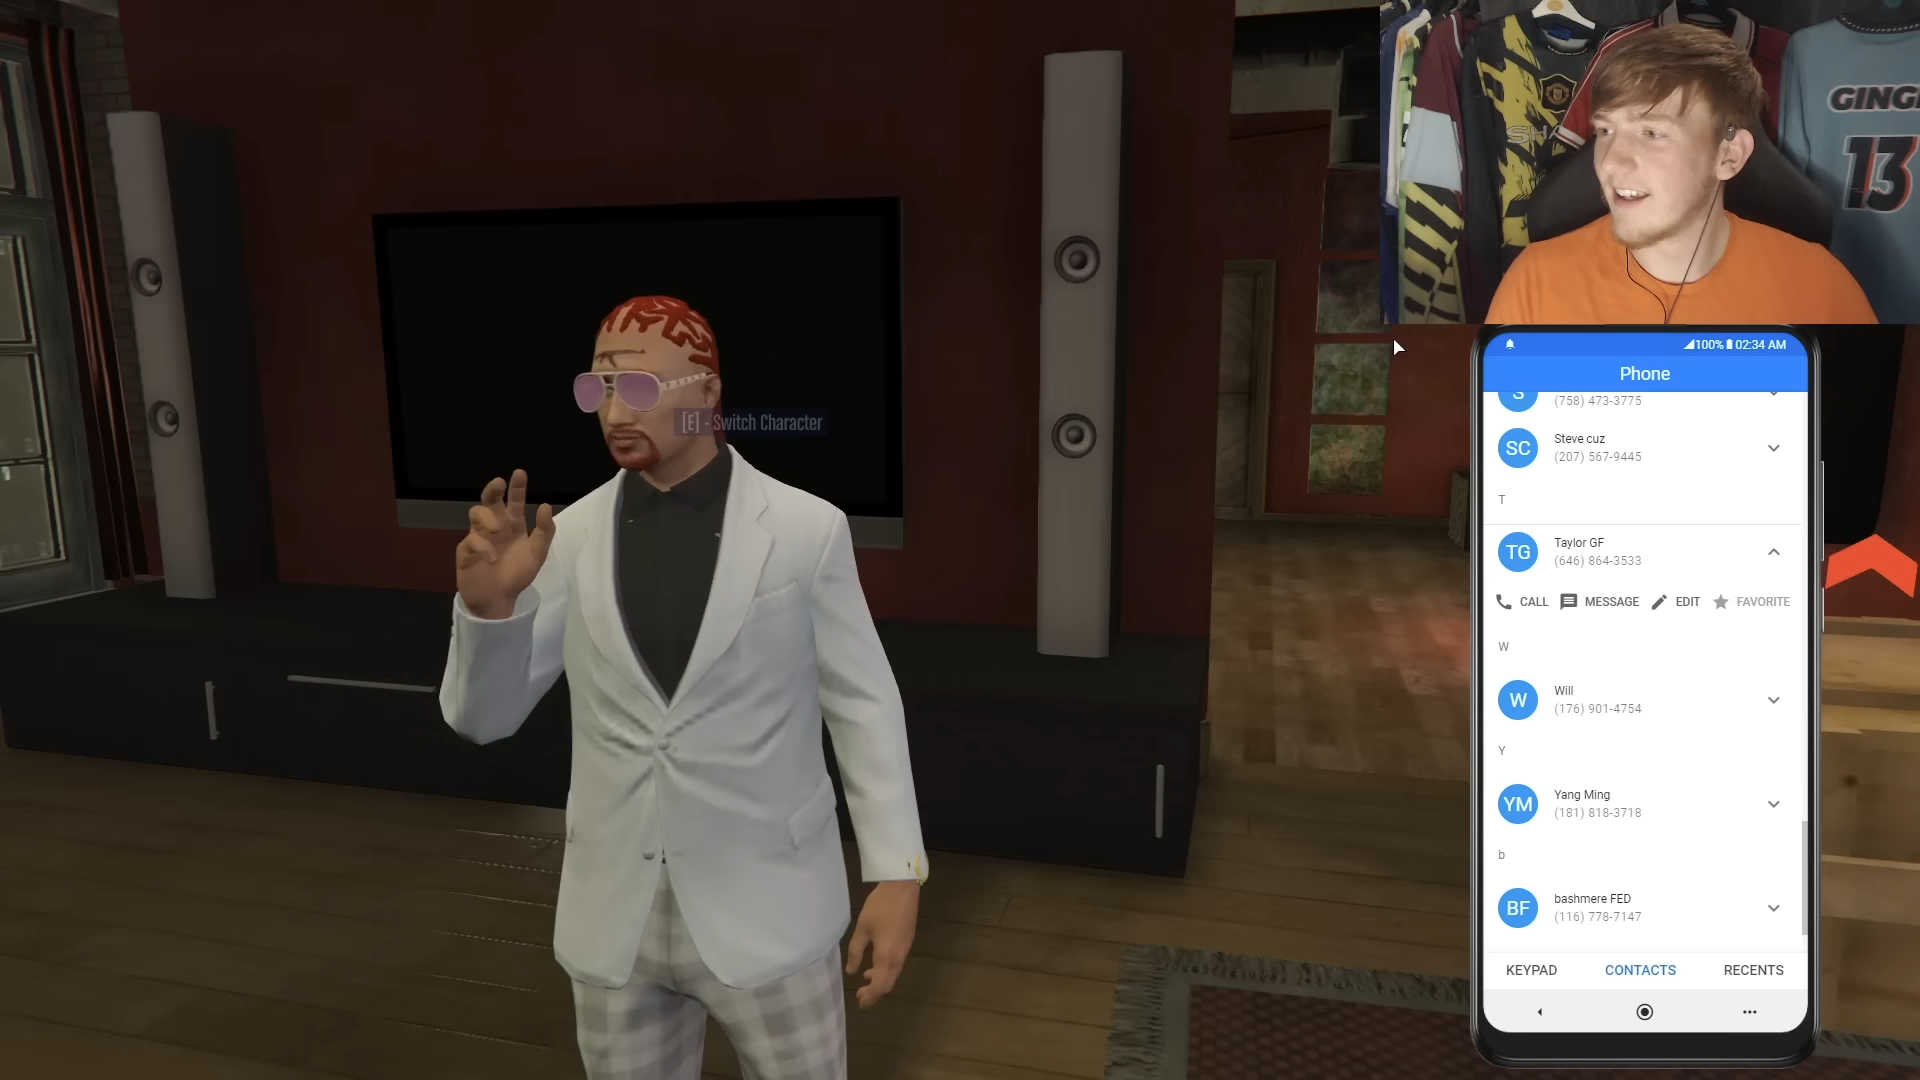 GING
13
SHA
[E] - Switch Character
100% 02:34 AM
Phone
S
(758) 473-3775
SC
Steve cuz
(207) 567-9445
T
TG
Taylor GF
(646) 864-3533
CALL MESSAGE EDIT FAVORITE
W
W
Will
(176) 901-4754
Y
YM
Yang Ming
(181) 818-3718
b
BF
bashmere FED
(116) 778-7147
KEYPAD CONTACTS RECENTS